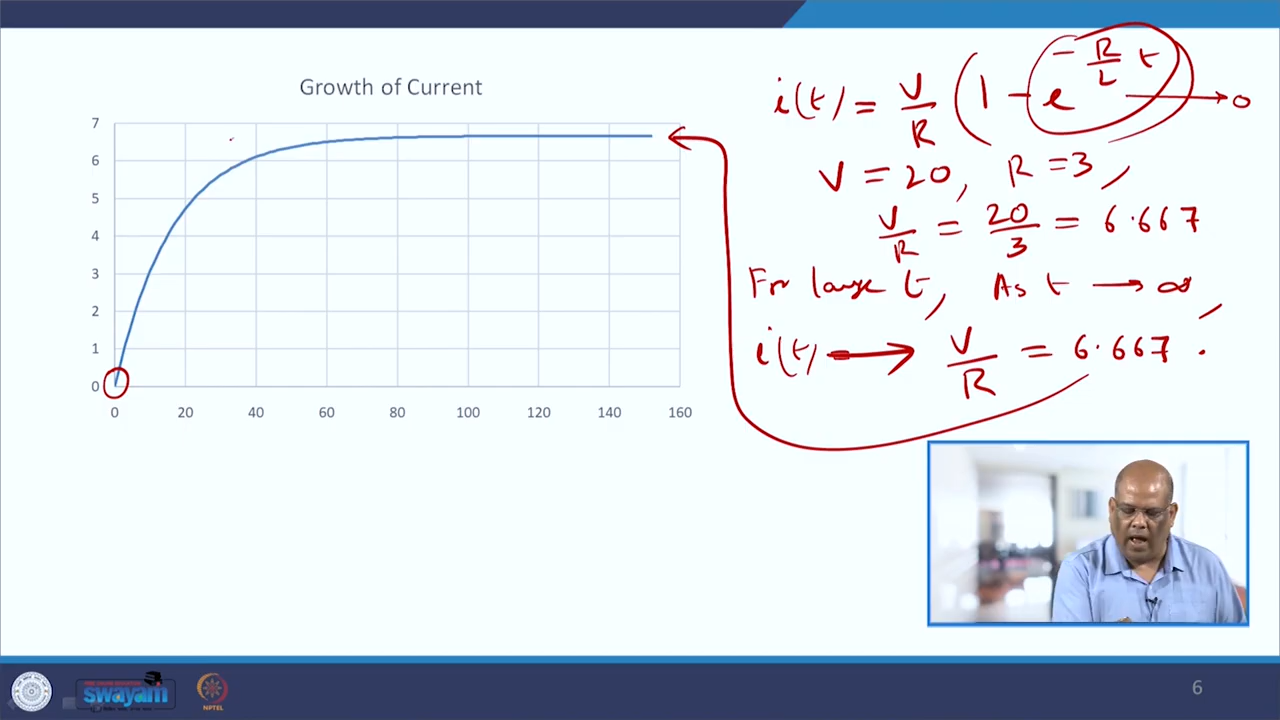 Growth of Current
7
6
5
4
3
2
1
0
0 20 40 60 80 100 120 140 160
i(t) = V/R (1 - e^{-R/L t}) → 0
V = 20, R = 3,
V/R = 20/3 = 6.667
For large t, As t → ∞,
i(t) → V/R = 6.667.
swayam
NPTEL
6